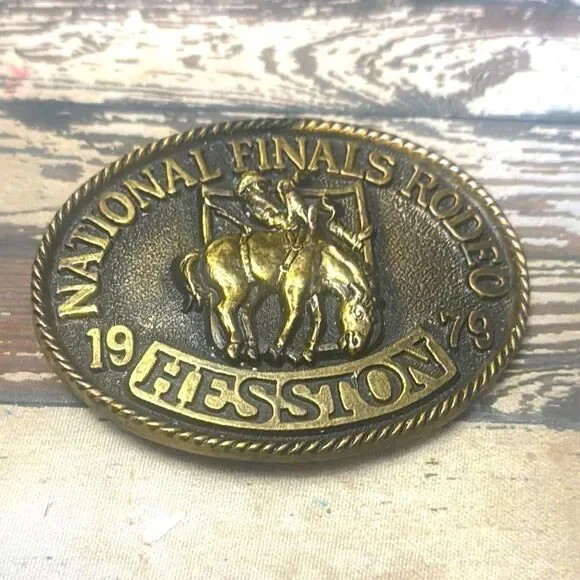 NATIONAL FINALS RODEO
19 79
HESSTON